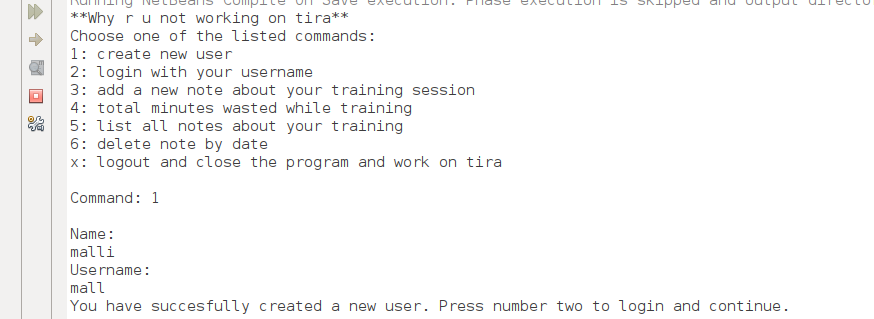 Running NetBeans Compile on Save execution. Phase execution is skipped and output directo
**Why r u not working on tira**
Choose one of the listed commands:
1: create new user
2: login with your username
3: add a new note about your training session
4: total minutes wasted while training
5: list all notes about your training
6: delete note by date
x: logout and close the program and work on tira
Command: 1
Name:
malli
Username:
mall
You have succesfully created a new user. Press number two to login and continue.